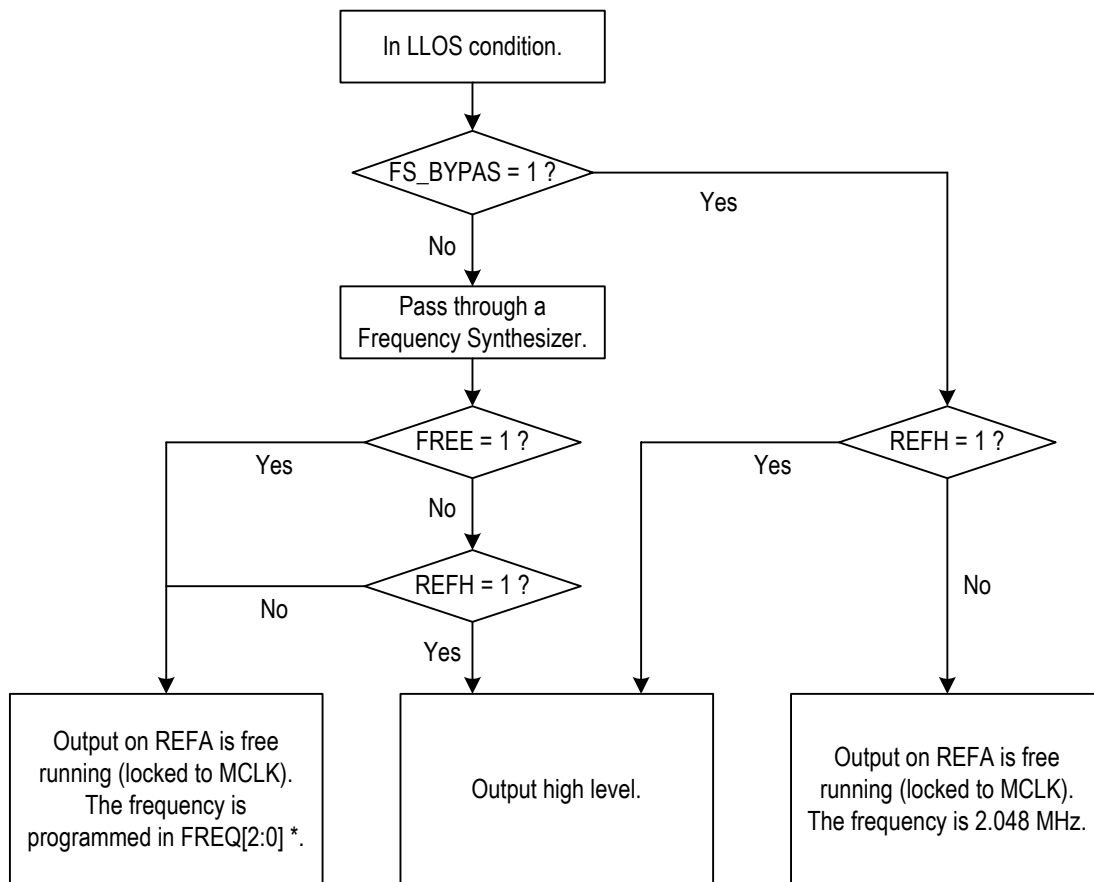 In LLOS condition.
FS_BYPAS = 1 ?
Yes
No
Pass through a
Frequency Synthesizer.
FREE = 1 ?
REFH = 1 ?
Yes
Yes
No
REFH = 1 ?
No
No
Yes
Output on REFA is free
running (locked to MCLK).
The frequency is
programmed in FREQ[2:0] *.
Output high level.
Output on REFA is free
running (locked to MCLK).
The frequency is 2.048 MHz.